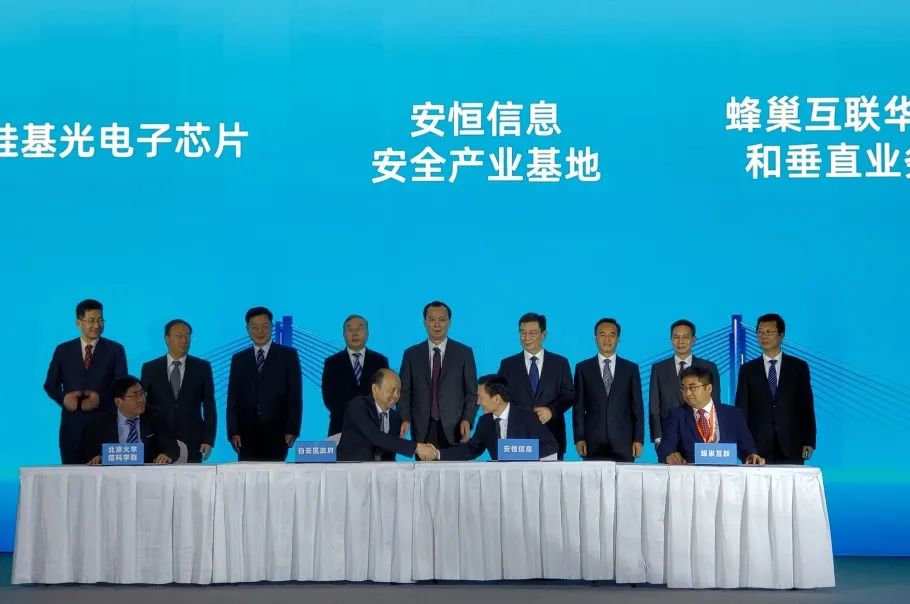 硅基光电子芯片
安恒信息
安全产业基地
蜂巢互联华
和垂直业务
北京大学
信科学院
白云区政府
安恒信息
蜂巢互联